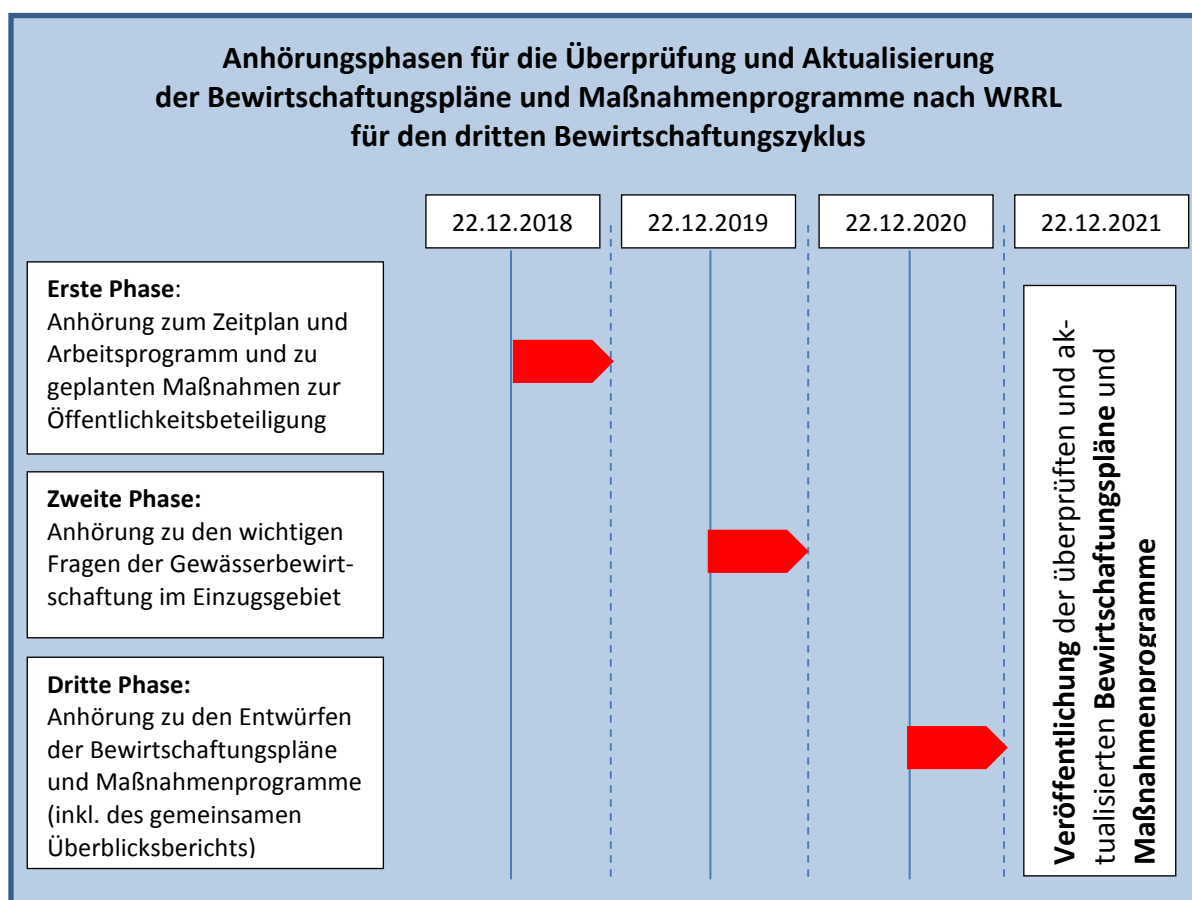 Anhörungsphasen für die Überprüfung und Aktualisierung
der Bewirtschaftungspläne und Maßnahmenprogramme nach WRRL
für den dritten Bewirtschaftungszyklus
22.12.2018
22.12.2019
22.12.2020
22.12.2021
Erste Phase:
Anhörung zum Zeitplan und
Arbeitsprogramm und zu
geplanten Maßnahmen zur
Öffentlichkeitsbeteiligung
Zweite Phase:
Anhörung zu den wichtigen
Fragen der Gewässerbewirt-
schaftung im Einzugsgebiet
Dritte Phase:
Anhörung zu den Entwürfen
der Bewirtschaftungspläne
und Maßnahmenprogramme
(inkl. des gemeinsamen
Überblicksberichts)
Veröffentlichung der überprüften und ak-
tualisierten Bewirtschaftungspläne und
Maßnahmenprogramme